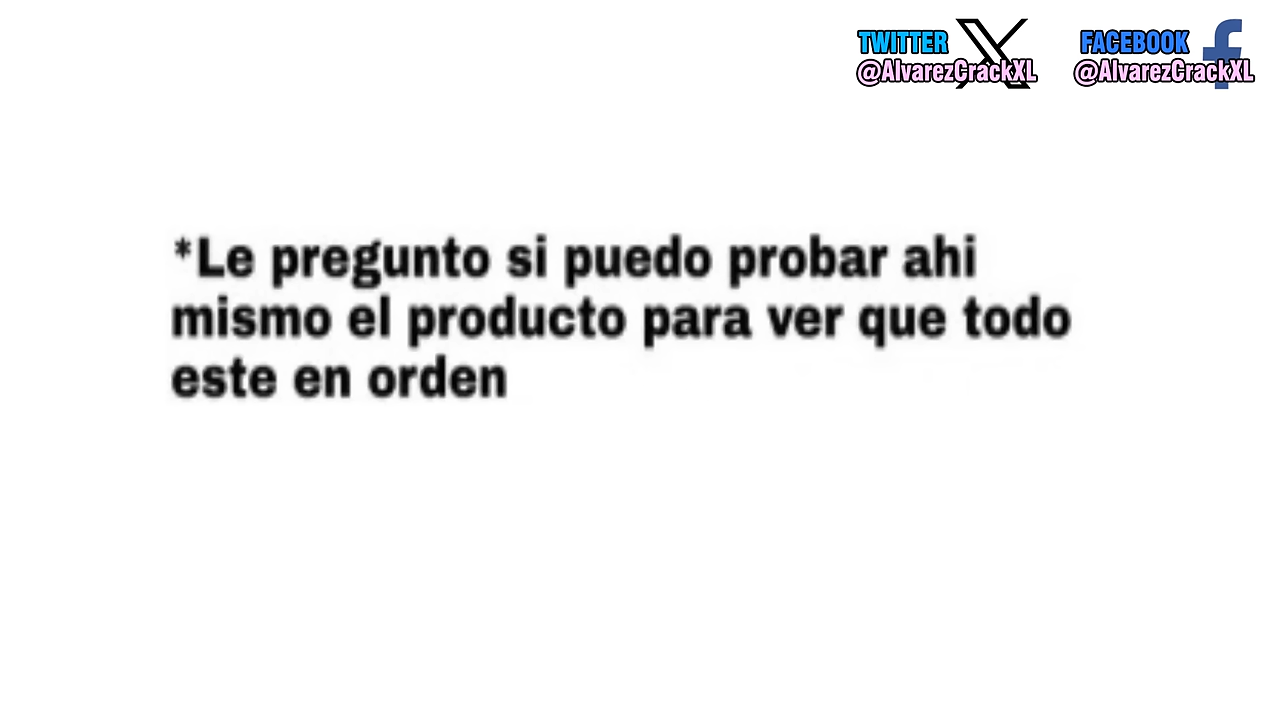 TWITTER
@AlvarezCrackXL
FACEBOOK
@AlvarezCrackXL
*Le pregunto si puedo probar ahi
mismo el producto para ver que todo
este en orden